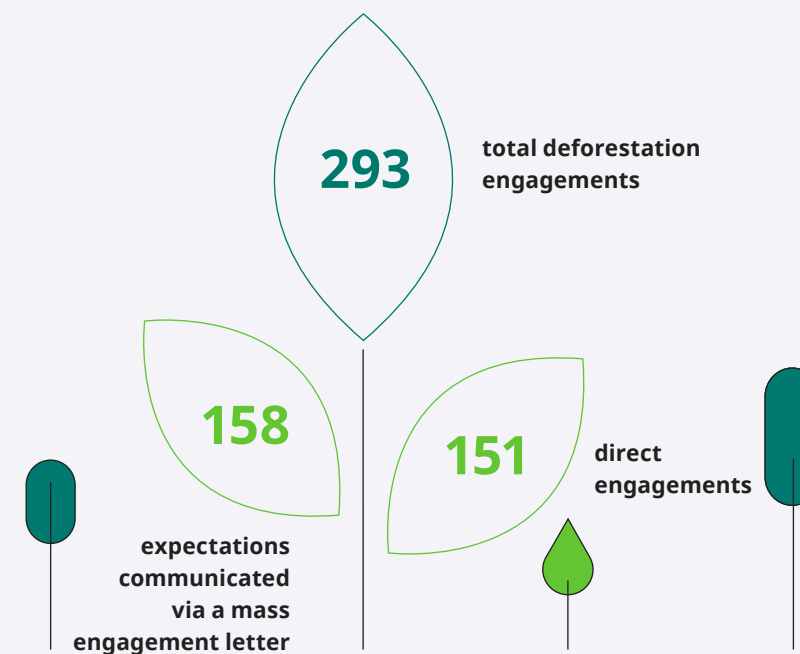 293
total deforestation
engagements
158
expectations
communicated
via a mass
engagement letter
151
direct
engagements